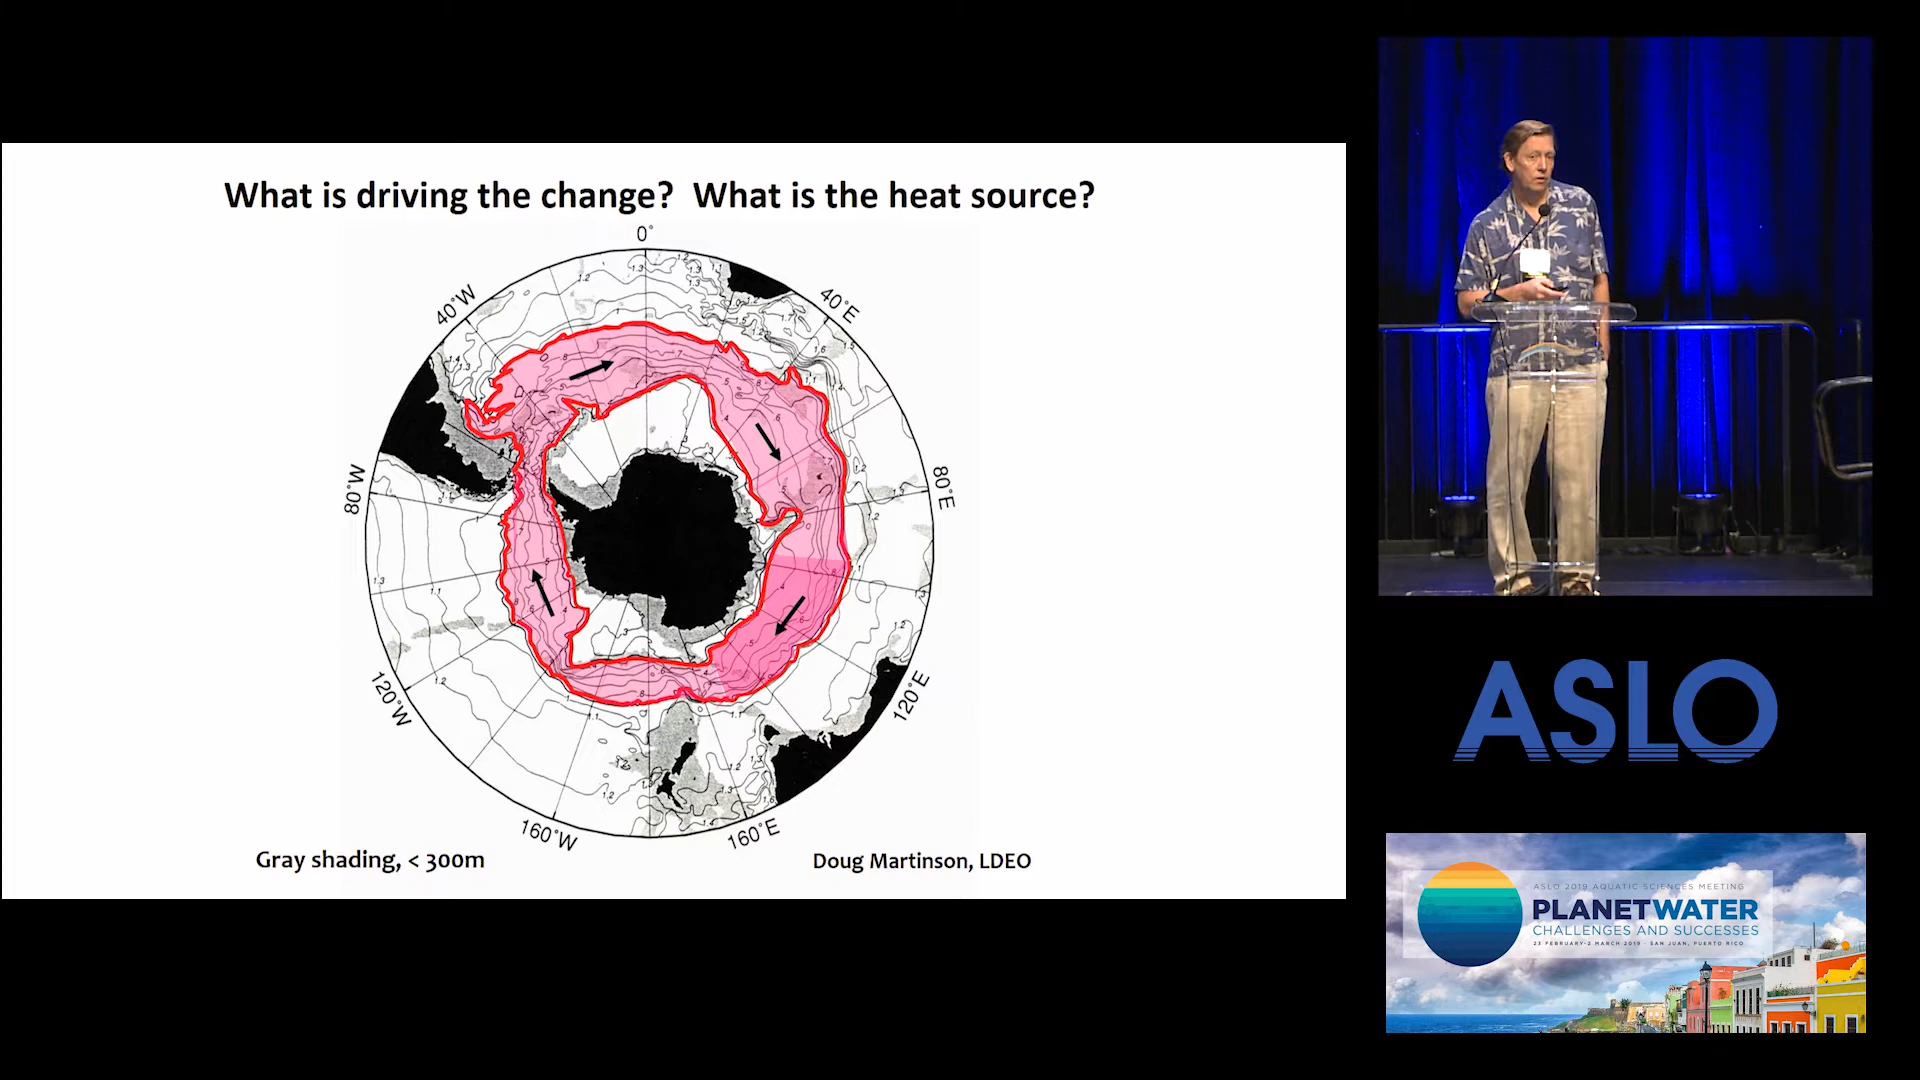 What is driving the change? What is the heat source?
0°
40°W
40°E
80°W
80°E
120°W
120°E
160°W
160°E
Gray shading, < 300m
Doug Martinson, LDEO
ASLO
ASLO 2019 AQUATIC SCIENCES MEETING
PLANETWATER
CHALLENGES AND SUCCESSES
23 FEBRUARY-2 MARCH 2019 · SAN JUAN, PUERTO RICO